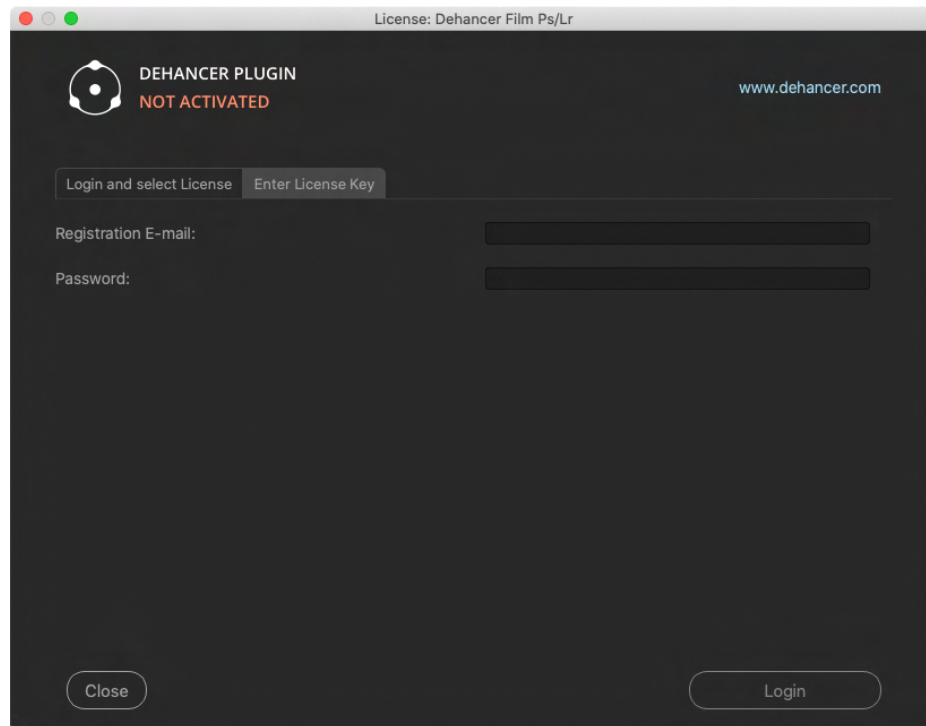 License: Dehancer Film Ps/Lr
DEHANCER PLUGIN
NOT ACTIVATED
www.dehancer.com
Login and select License
Enter License Key
Registration E-mail:
Password:
Close
Login